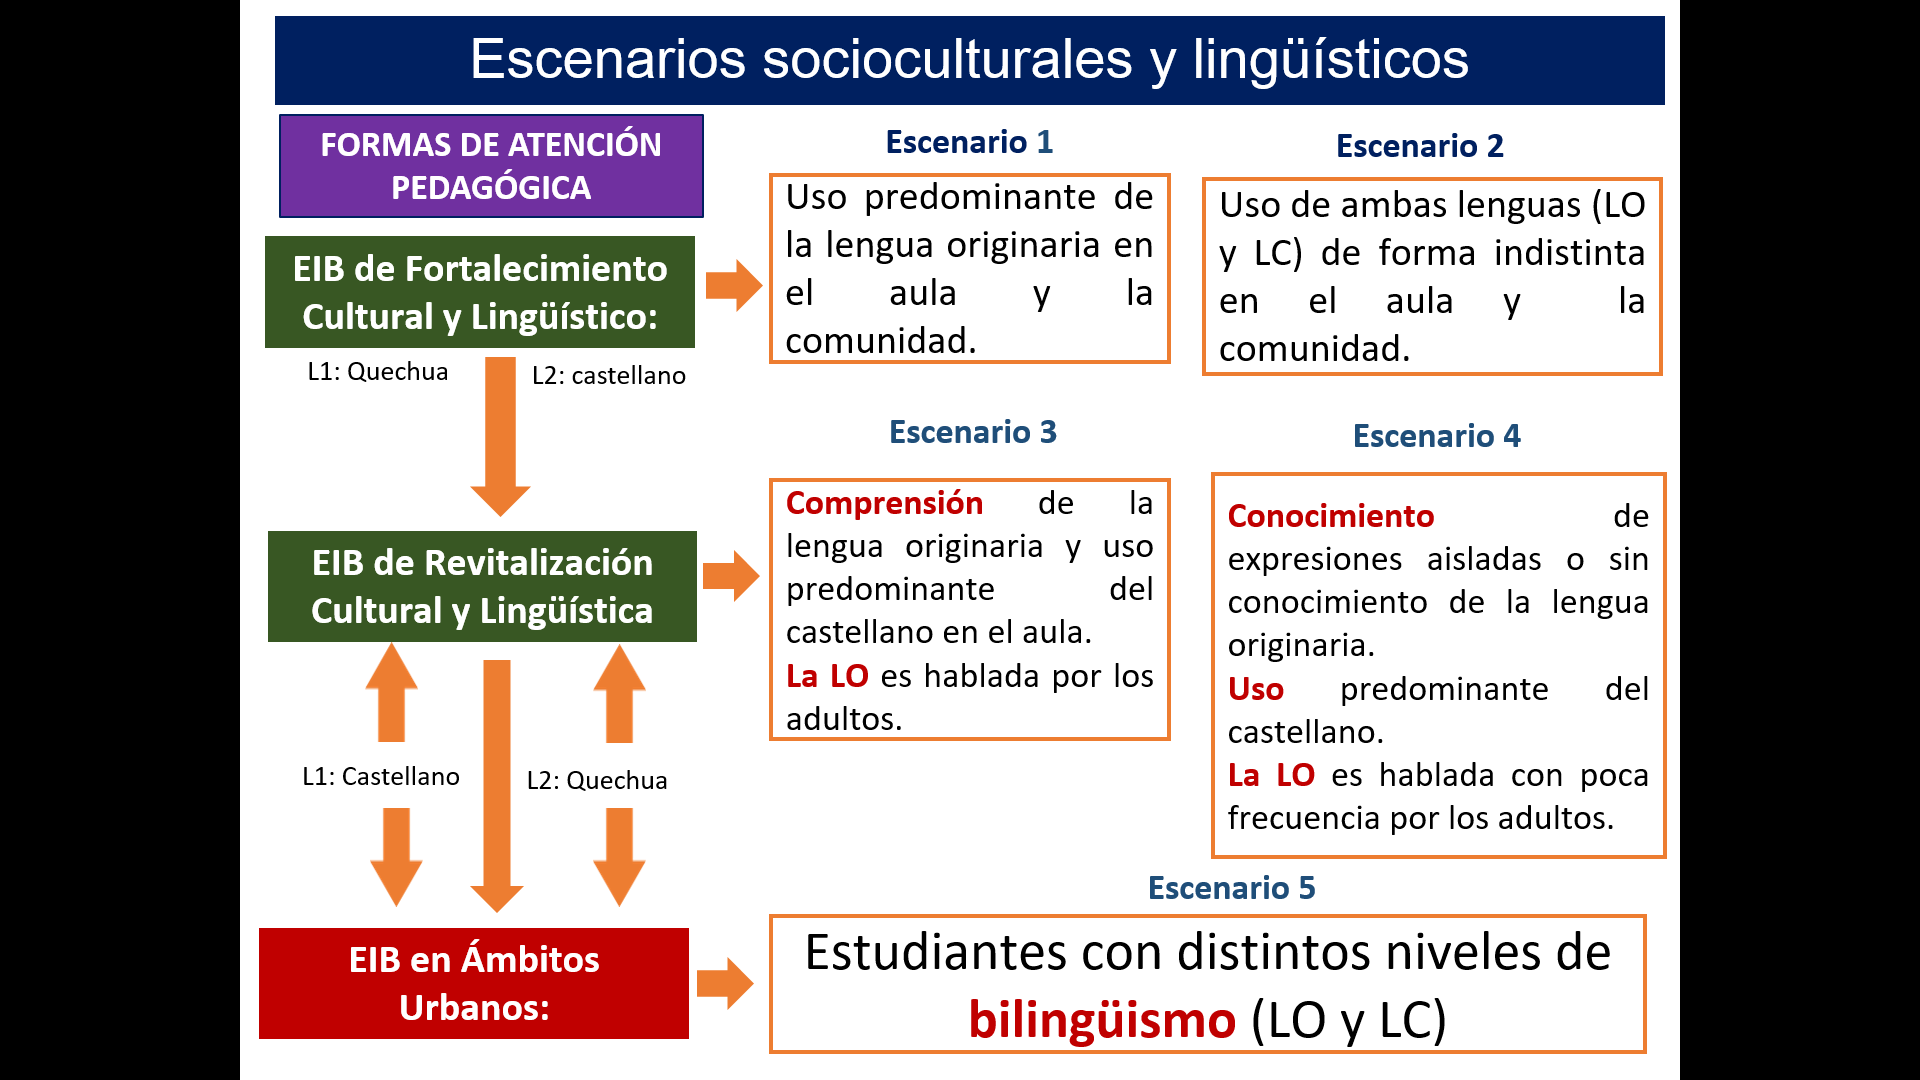 Escenarios socioculturales y lingüísticos
FORMAS DE ATENCIÓN
PEDAGÓGICA
EIB de Fortalecimiento
Cultural y Lingüístico:
L1: Quechua
L2: castellano
Escenario 1
Uso predominante de
la lengua originaria en
el aula y la
comunidad.
Escenario 2
Uso de ambas lenguas (LO
y LC) de forma indistinta
en el aula y la
comunidad.
EIB de Revitalización
Cultural y Lingüística
L1: Castellano
L2: Quechua
Escenario 3
Comprensión de la
lengua originaria y uso
predominante del
castellano en el aula.
La LO es hablada por los
adultos.
Escenario 4
Conocimiento de
expresiones aisladas o sin
conocimiento de la lengua
originaria.
Uso predominante del
castellano.
La LO es hablada con poca
frecuencia por los adultos.
EIB en Ámbitos
Urbanos:
Escenario 5
Estudiantes con distintos niveles de
bilingüismo (LO y LC)